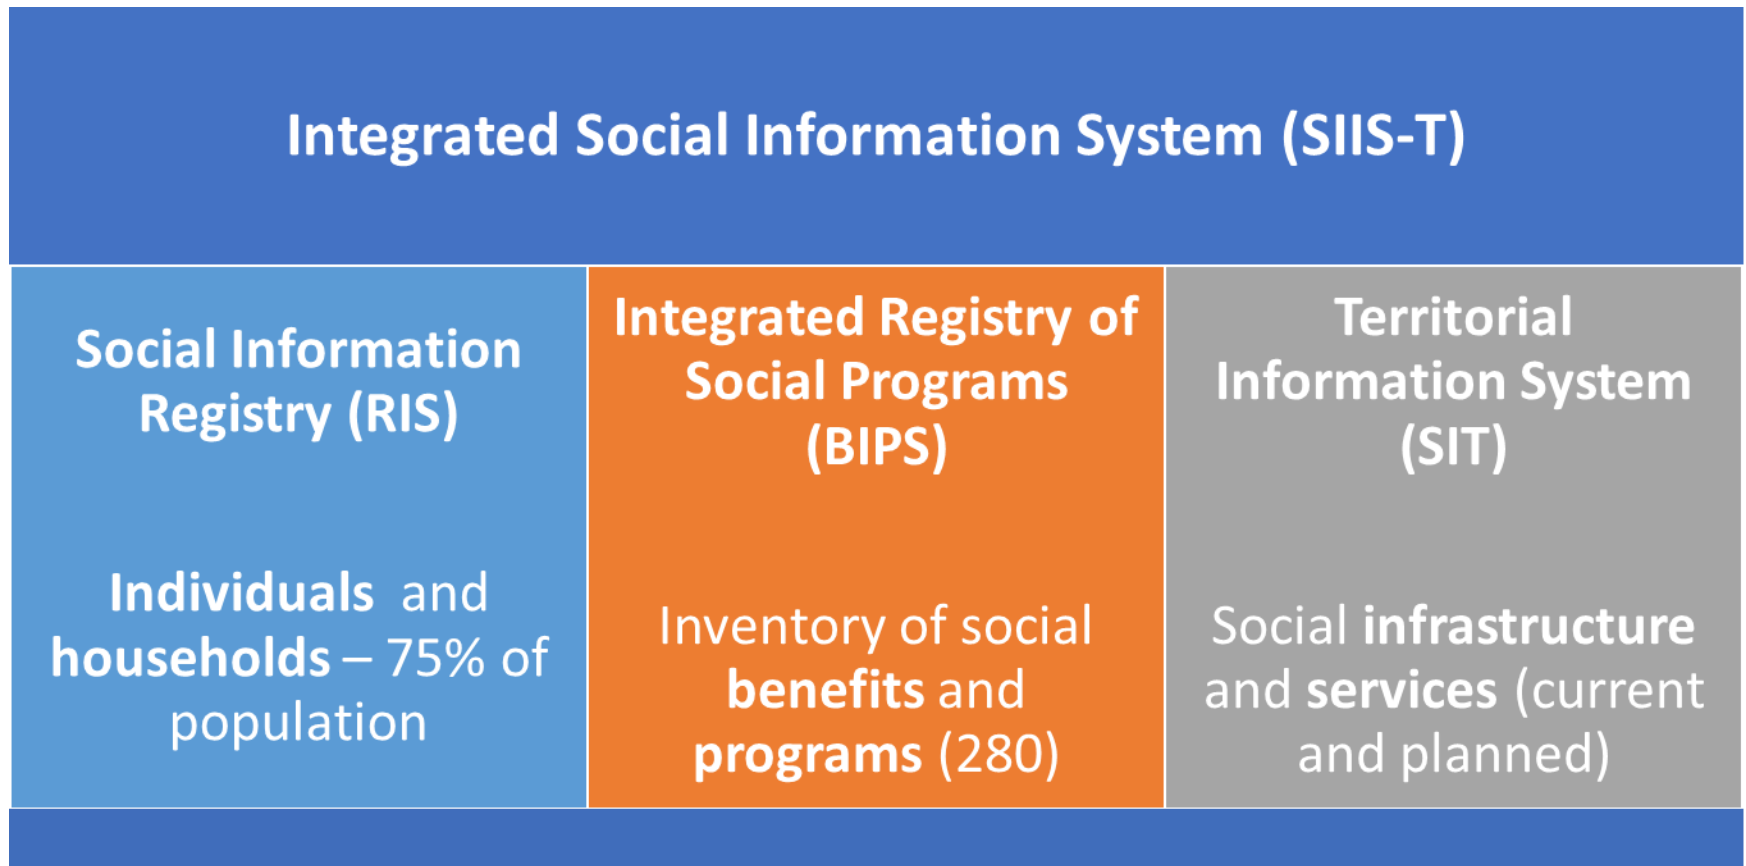 Integrated Social Information System (SIIS-T)
Social Information
Registry (RIS)
Individuals and
households – 75% of
population
Integrated Registry of
Social Programs
(BIPS)
Inventory of social
benefits and
programs (280)
Territorial
Information System
(SIT)
Social infrastructure
and services (current
and planned)